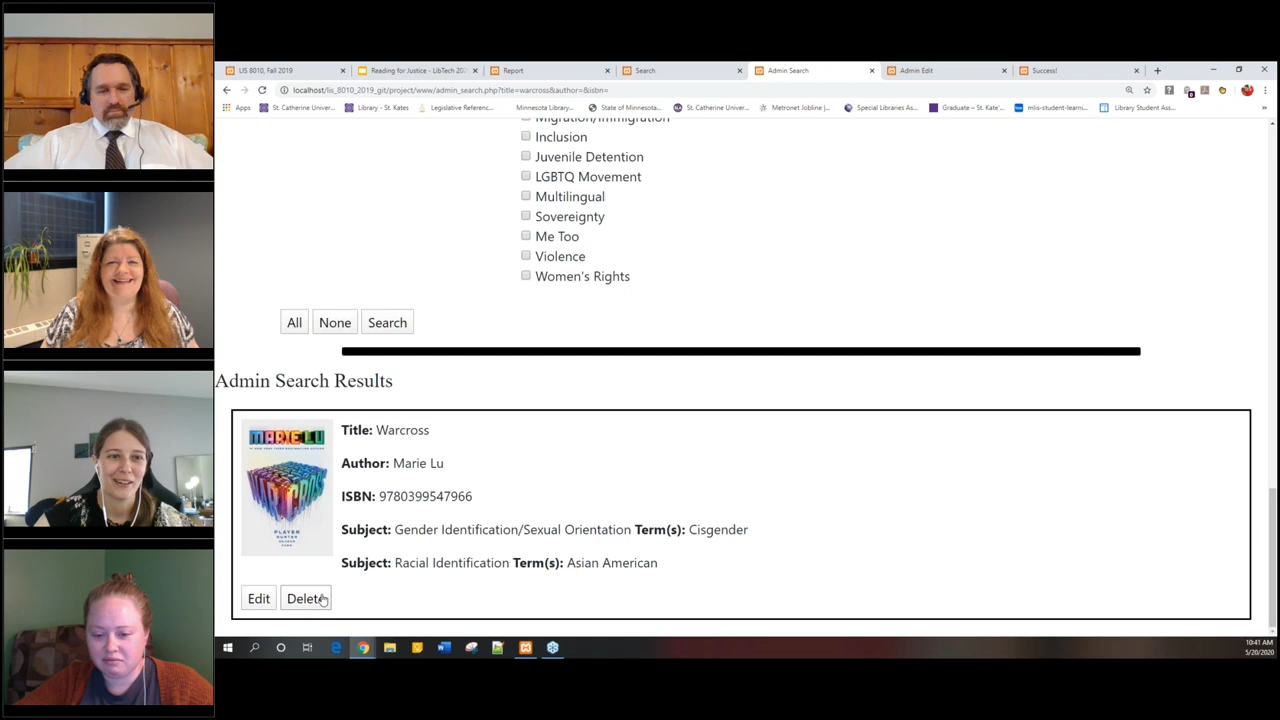 LIS 8010, Fall 2019
Reading for Justice - LibTech 202
Report
Search
Admin Search
Admin Edit
Success!
localhost/lis_8010_2019_git/project/www/admin_search.php?title=warcross&author=&isbn=
Apps
St. Catherine Univer...
Library - St. Kates
Legislative Referenc...
Minnesota Library...
State of Minnesota...
St. Catherine Univer...
Metronet Jobline |...
Special Libraries As...
Graduate – St. Kate'...
mlis-student-learni...
Library Student Ass...
Migration/Immigration
Inclusion
Juvenile Detention
LGBTQ Movement
Multilingual
Sovereignty
Me Too
Violence
Women's Rights
All
None
Search
Admin Search Results
MARIE LU
WARCROSS
PLAYER
HUNTER
HACKER
PAWN
Title: Warcross
Author: Marie Lu
ISBN: 9780399547966
Subject: Gender Identification/Sexual Orientation Term(s): Cisgender
Subject: Racial Identification Term(s): Asian American
Edit
Delete
10:41 AM
5/20/2020